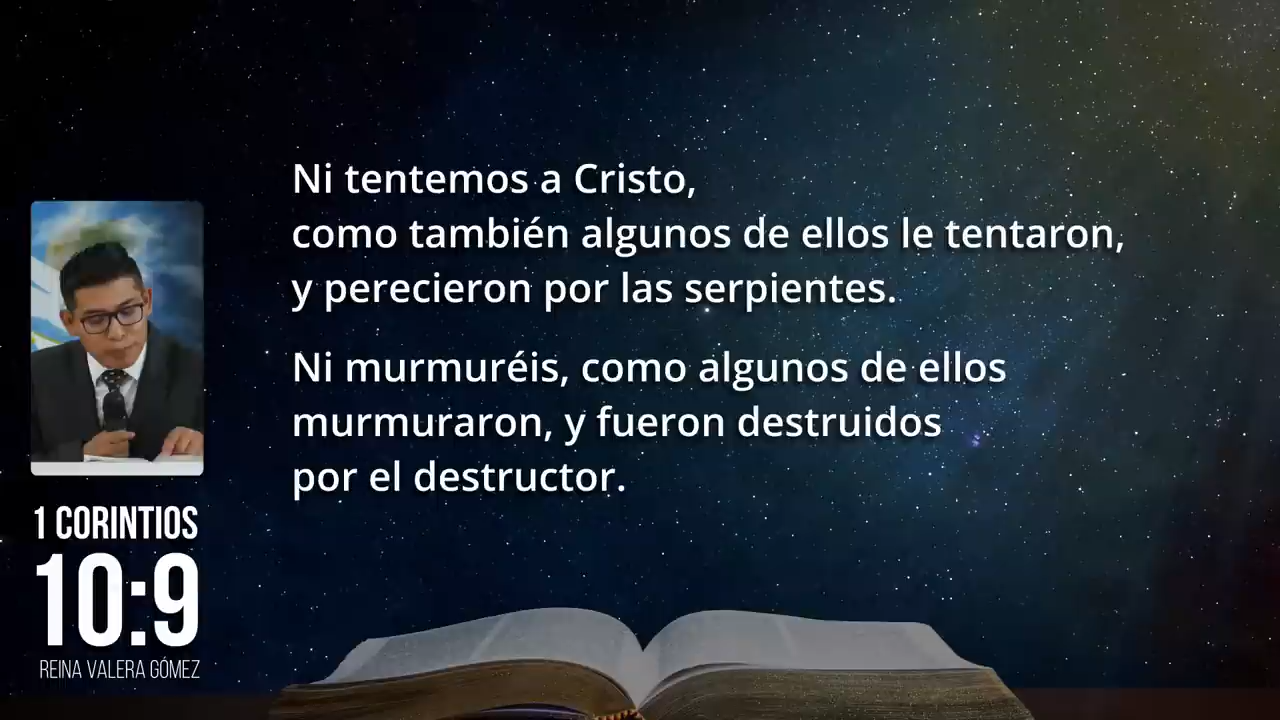 Ni tentemos a Cristo,
como también algunos de ellos le tentaron,
y perecieron por las serpientes.
Ni murmuréis, como algunos de ellos
murmuraron, y fueron destruidos
por el destructor.
1 CORINTIOS
10:9
REINA VALERA GÓMEZ